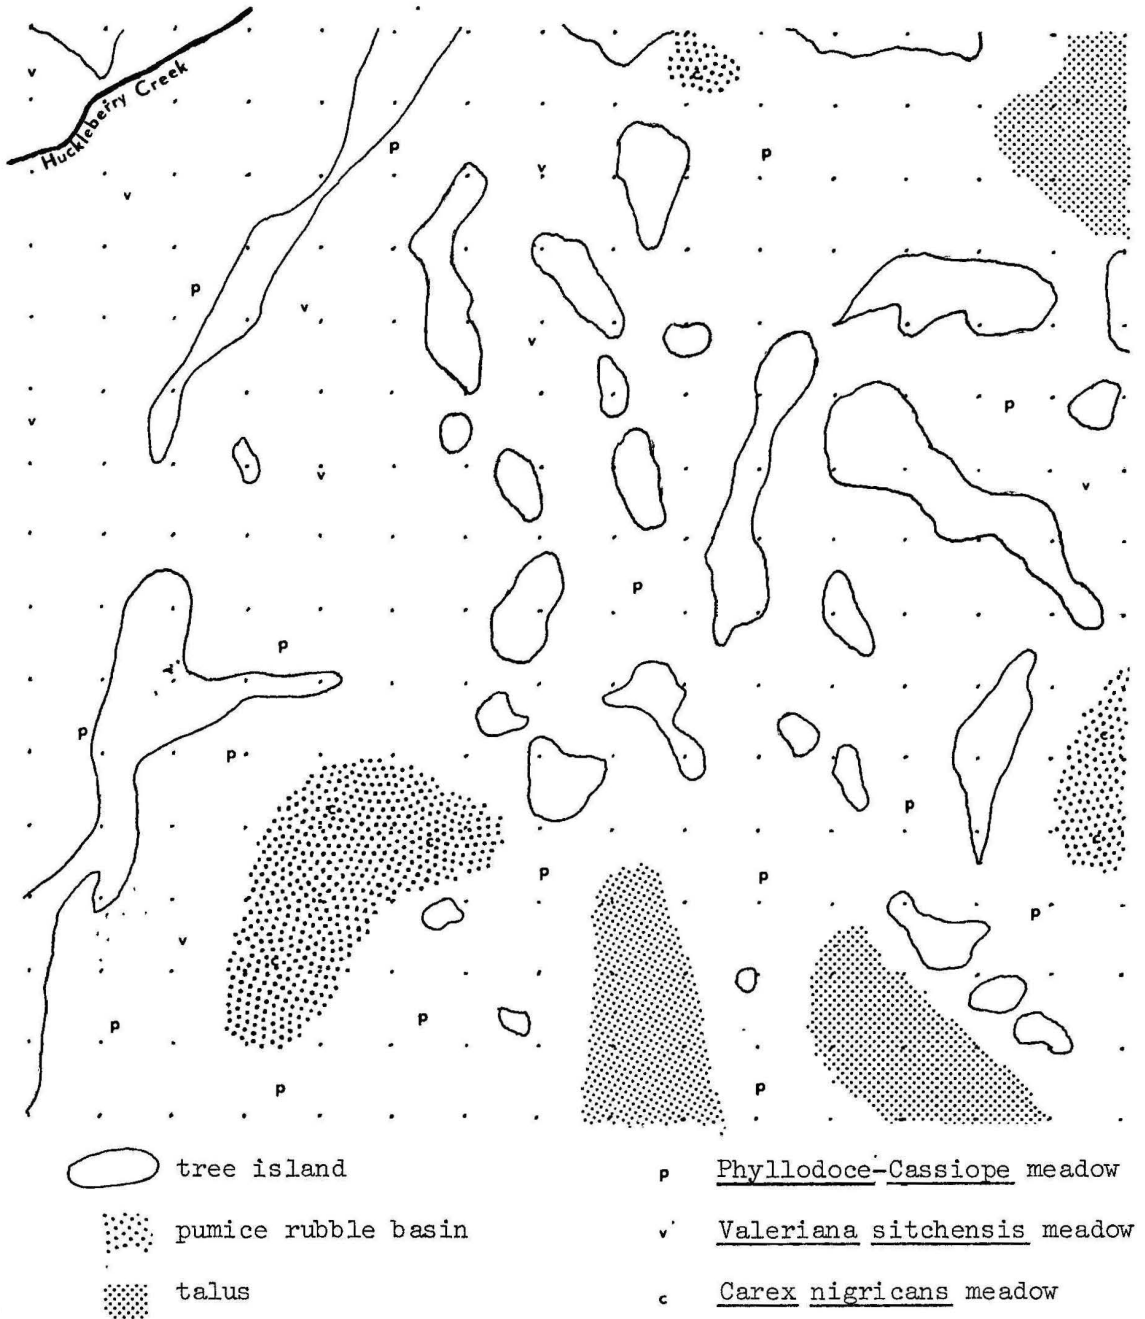 v
Huckleberry Creek
c
p
v
p
v
p
v
v
p
v
v
v
p
p
p
c
p
p
c
c
c
p
p
p
v
c
p
p
p
p
tree island
p Phyllodoce-Cassiope meadow
pumice rubble basin
v Valeriana sitchensis meadow
talus
c Carex nigricans meadow